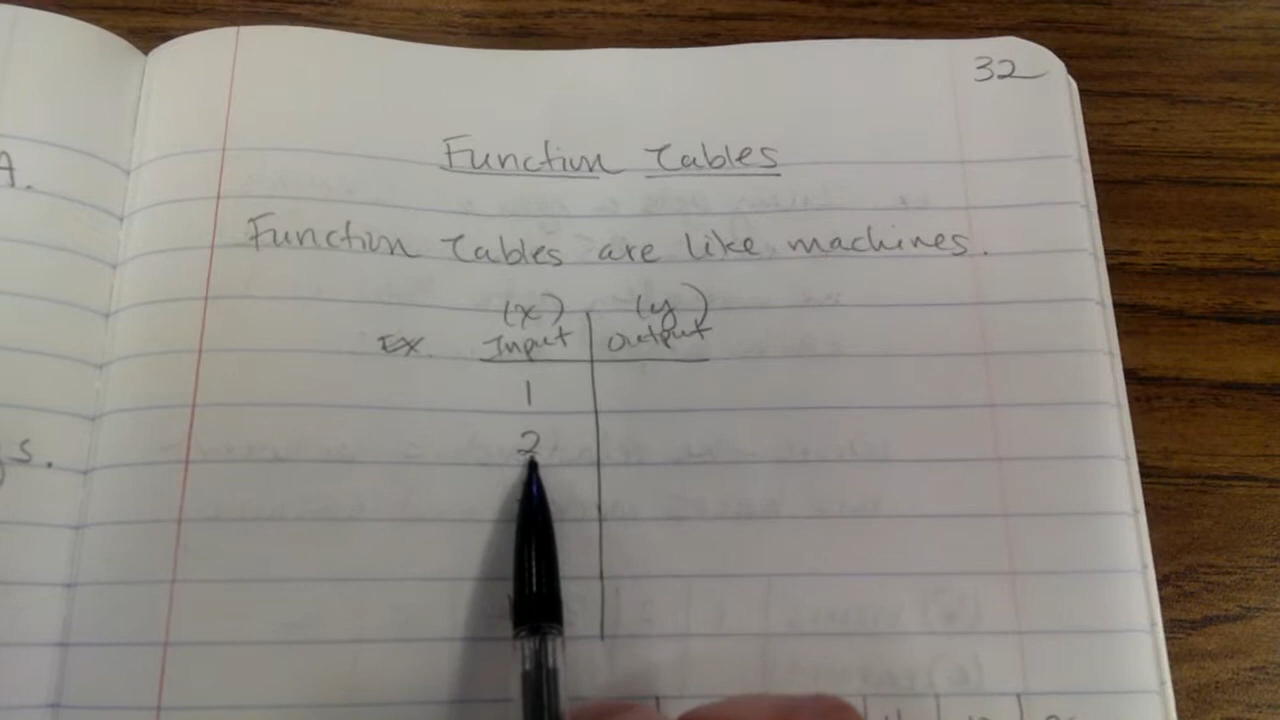 32
A.
Function Tables
Function Tables are like machines.
(x) (y)
Ex. Input Output
1
2
s.